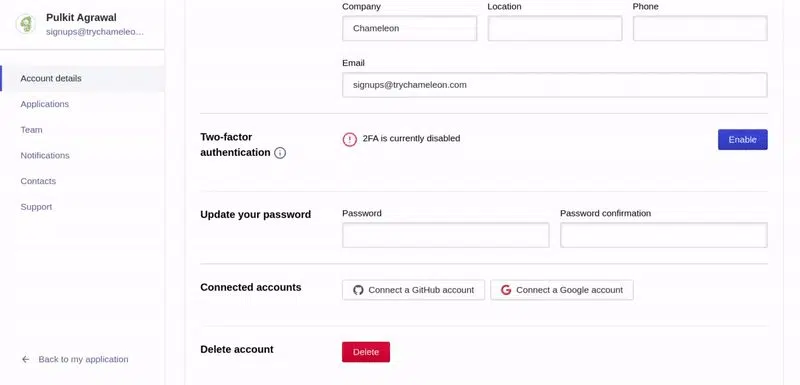 Pulkit Agrawal
signups@trychameleo...
Account details
Applications
Team
Notifications
Contacts
Support
Back to my application
Company
Location
Phone
Chameleon
Email
signups@trychameleon.com
Two-factor
authentication
2FA is currently disabled
Enable
Update your password
Password
Password confirmation
Connected accounts
Connect a GitHub account
Connect a Google account
Delete account
Delete